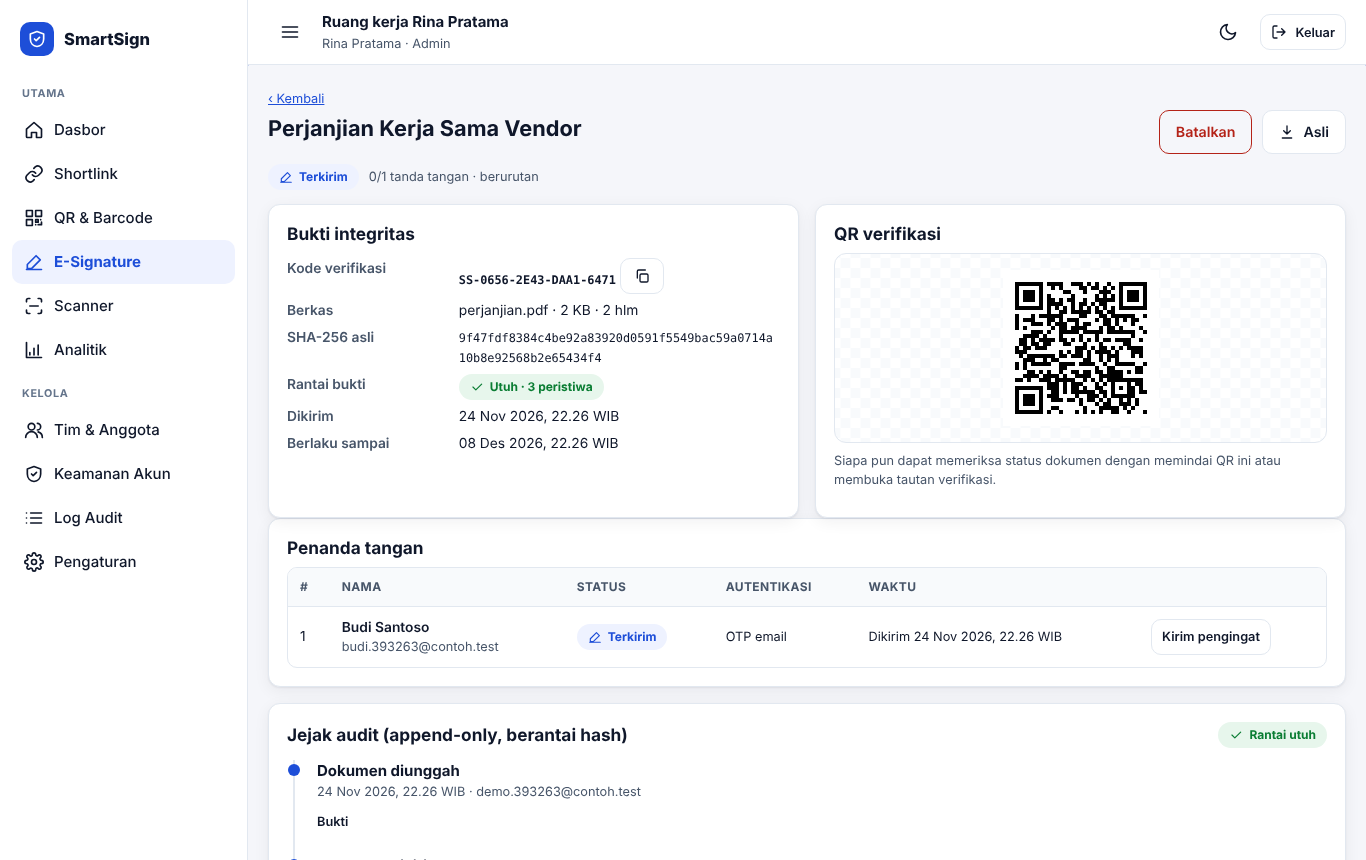 SmartSign
UTAMA
Dasbor
Shortlink
QR & Barcode
E-Signature
Scanner
Analitik
KELOLA
Tim & Anggota
Keamanan Akun
Log Audit
Pengaturan
Ruang kerja Rina Pratama
Rina Pratama · Admin
Keluar
‹ Kembali
Perjanjian Kerja Sama Vendor
Batalkan
Asli
Terkirim 0/1 tanda tangan · berurutan
Bukti integritas
Kode verifikasi SS-0656-2E43-DAA1-6471
Berkas perjanjian.pdf · 2 KB · 2 hlm
SHA-256 asli 9f47fdf8384c4be92a83920d0591f5549bac59a0714a
10b8e92568b2e65434f4
Rantai bukti Utuh · 3 peristiwa
Dikirim 24 Nov 2026, 22.26 WIB
Berlaku sampai 08 Des 2026, 22.26 WIB
QR verifikasi
Siapa pun dapat memeriksa status dokumen dengan memindai QR ini atau
membuka tautan verifikasi.
Penanda tangan
# NAMA STATUS AUTENTIKASI WAKTU
1 Budi Santoso Terkirim OTP email Dikirim 24 Nov 2026, 22.26 WIB Kirim pengingat
budi.393263@contoh.test
Jejak audit (append-only, berantai hash) Rantai utuh
Dokumen diunggah
24 Nov 2026, 22.26 WIB · demo.393263@contoh.test
Bukti